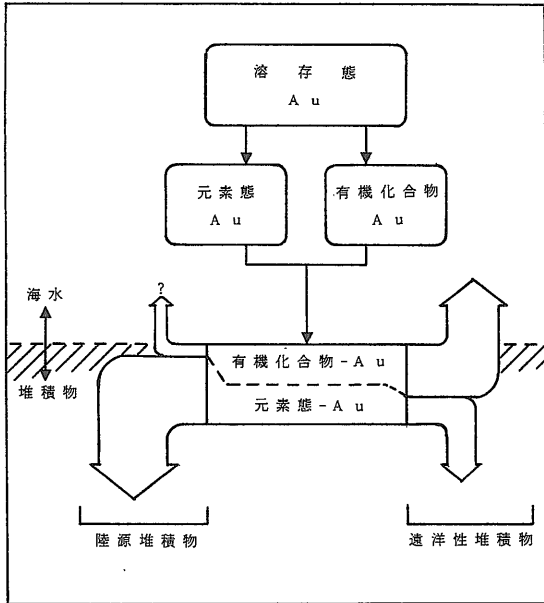 溶存態
Au
元素態
Au
有機化合物
Au
?
海水
堆積物
有機化合物-Au
元素態-Au
陸源堆積物
遠洋性堆積物